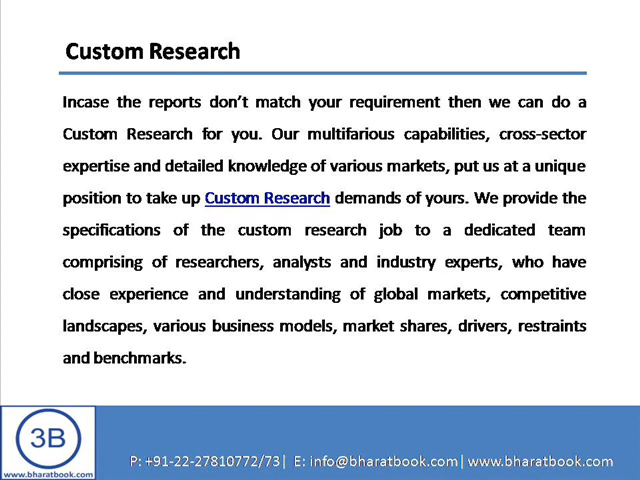 Custom Research
Incase the reports don't match your requirement then we can do a
Custom Research for you. Our multifarious capabilities, cross-sector
expertise and detailed knowledge of various markets, put us at a unique
position to take up Custom Research demands of yours. We provide the
specifications of the custom research job to a dedicated team
comprising of researchers, analysts and industry experts, who have
close experience and understanding of global markets, competitive
landscapes, various business models, market shares, drivers, restraints
and benchmarks.
3B
www.bharatbook.com
P: +91-22-27810772/73| E: info@bharatbook.com| www.bharatbook.com